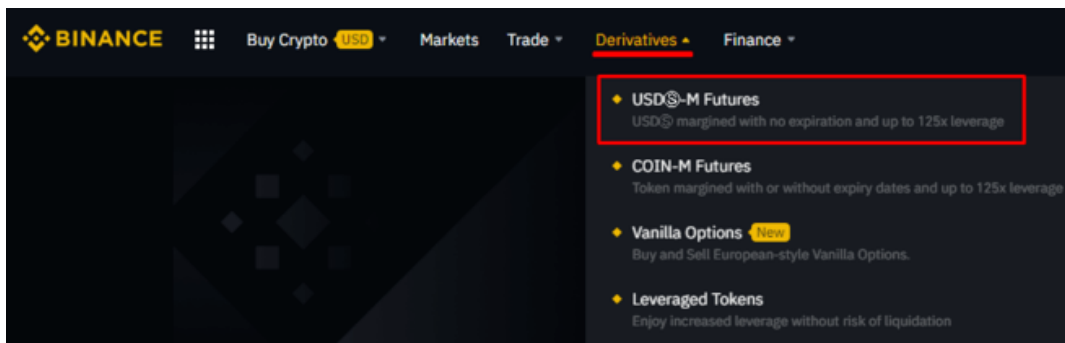 BINANCE Buy Crypto USD Markets Trade Derivatives Finance
USDⓈ-M Futures
USDⓈ margined with no expiration and up to 125x leverage
COIN-M Futures
Token margined with or without expiry dates and up to 125x leverage
Vanilla Options New
Buy and Sell European-style Vanilla Options.
Leveraged Tokens
Enjoy increased leverage without risk of liquidation